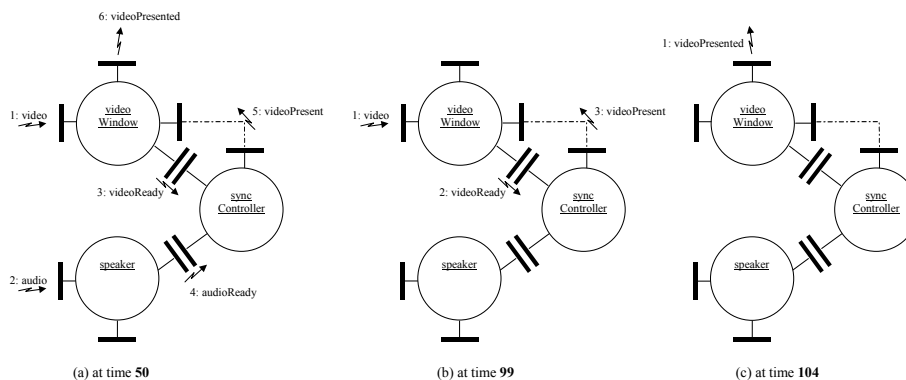 6: videoPresented
video
Window
1: video
5: videoPresent
3: videoReady
sync
Controller
speaker
2: audio
4: audioReady
(a) at time 50
video
Window
1: video
3: videoPresent
2: videoReady
sync
Controller
speaker
(b) at time 99
1: videoPresented
video
Window
sync
Controller
speaker
(c) at time 104